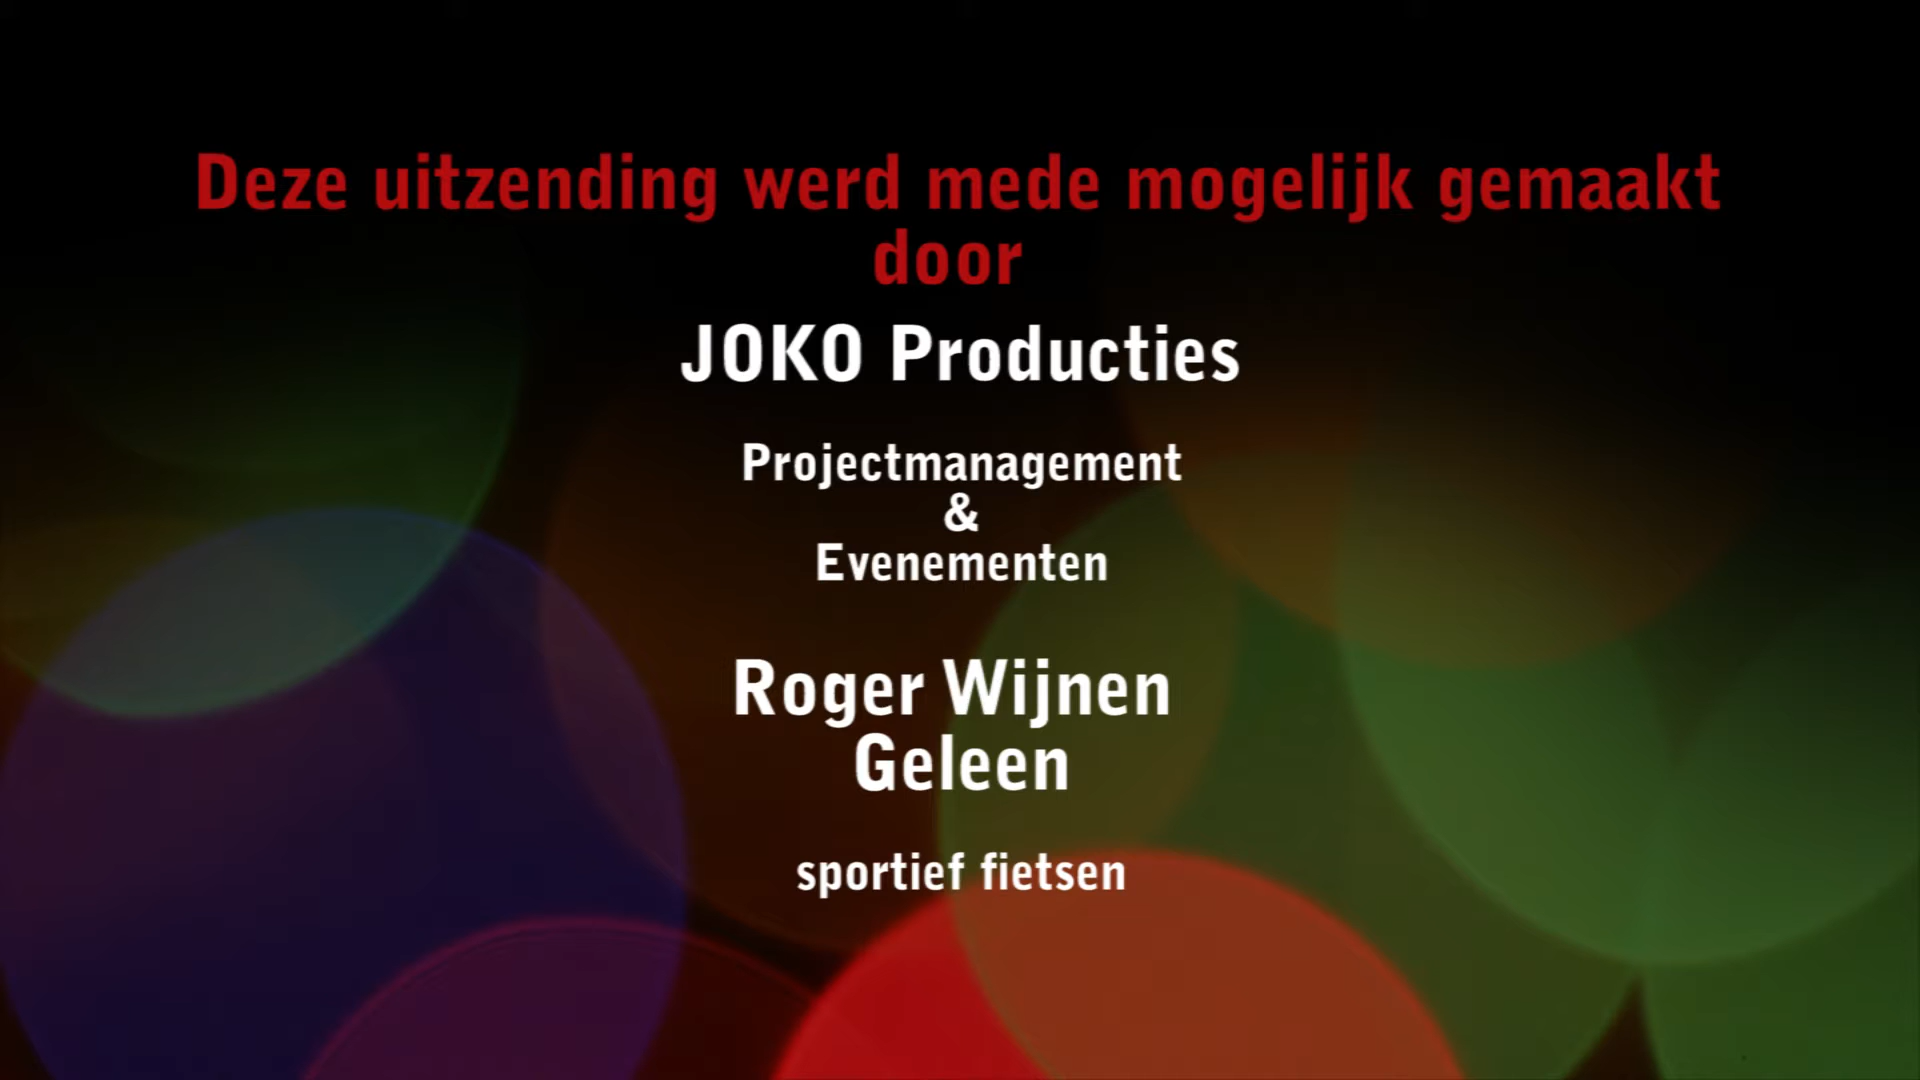 Deze uitzending werd mede mogelijk gemaakt
door
JOKO Producties
Projectmanagement
&
Evenementen
Roger Wijnen
Geleen
sportief fietsen